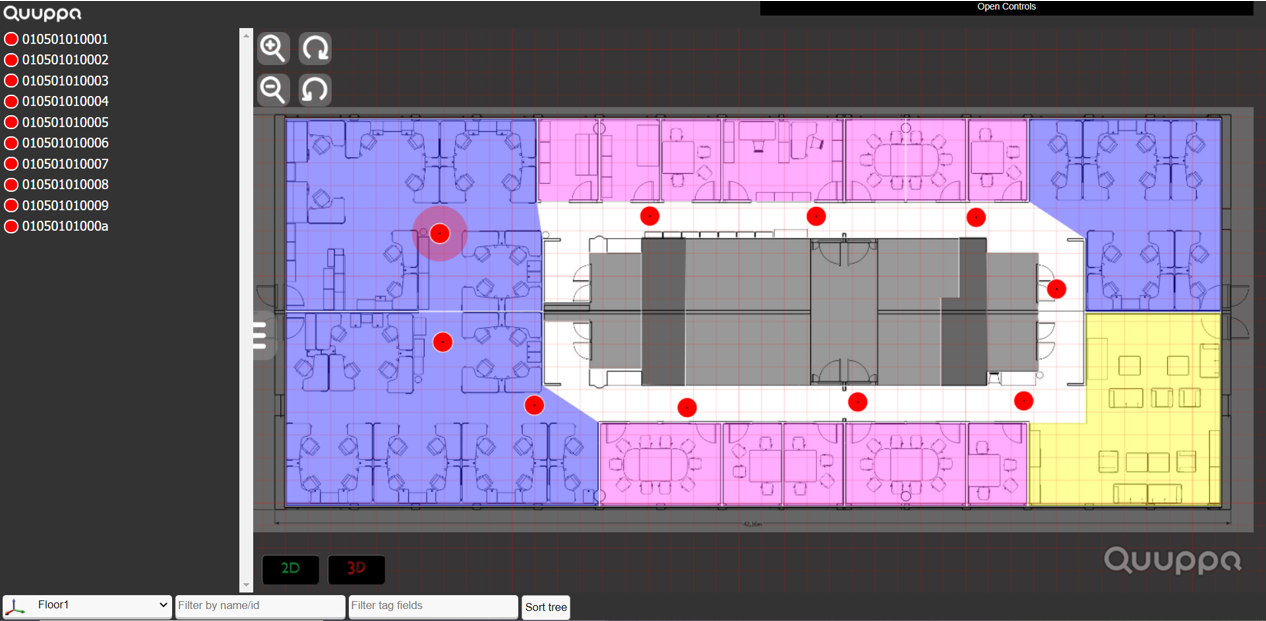 Quuppa
Open Controls
010501010001
010501010002
010501010003
010501010004
010501010005
010501010006
010501010007
010501010008
010501010009
01050101000a
2D
3D
Quuppa
Floor1
Filter by name/id
Filter tag fields
Sort tree